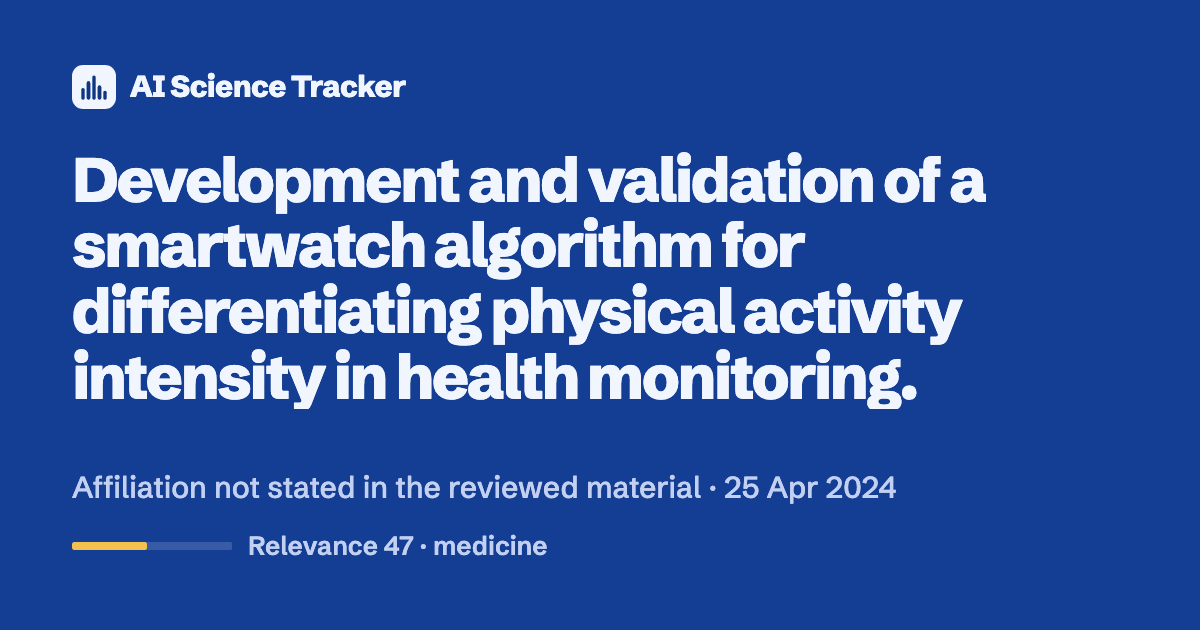 AI Science Tracker
Development and validation of a
smartwatch algorithm for
differentiating physical activity
intensity in health monitoring.
Affiliation not stated in the reviewed material · 25 Apr 2024
Relevance 47 · medicine